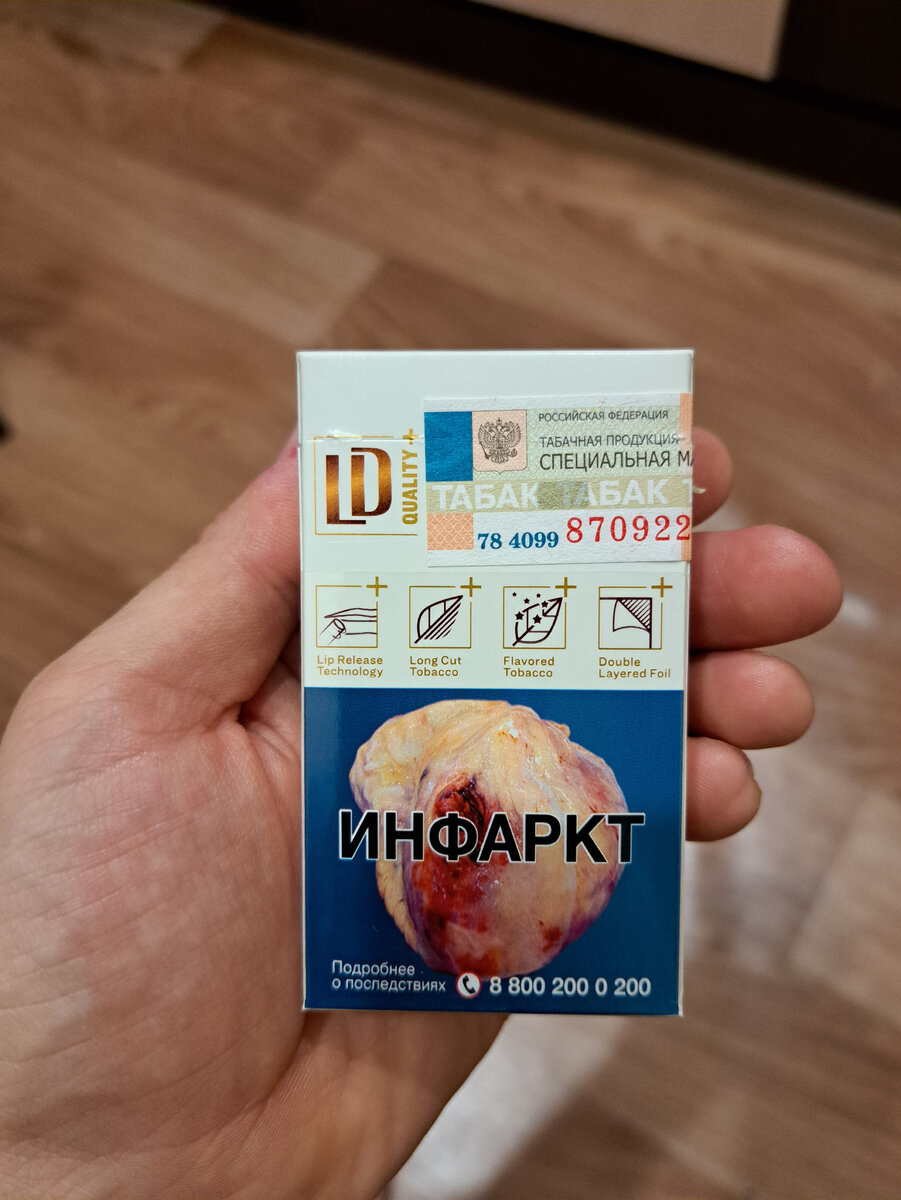 РОССИЙСКАЯ ФЕДЕРАЦИЯ
ТАБАЧНАЯ ПРОДУКЦИЯ
СПЕЦИАЛЬНАЯ
ТАБАК ТАБАК
78 4099 870922
LD
QUALITY+
Lip Release
Technology
Long Cut
Tobacco
Flavored
Tobacco
Double
Layered Foil
ИНФАРКТ
Подробнее
о последствиях
8 800 200 0 200